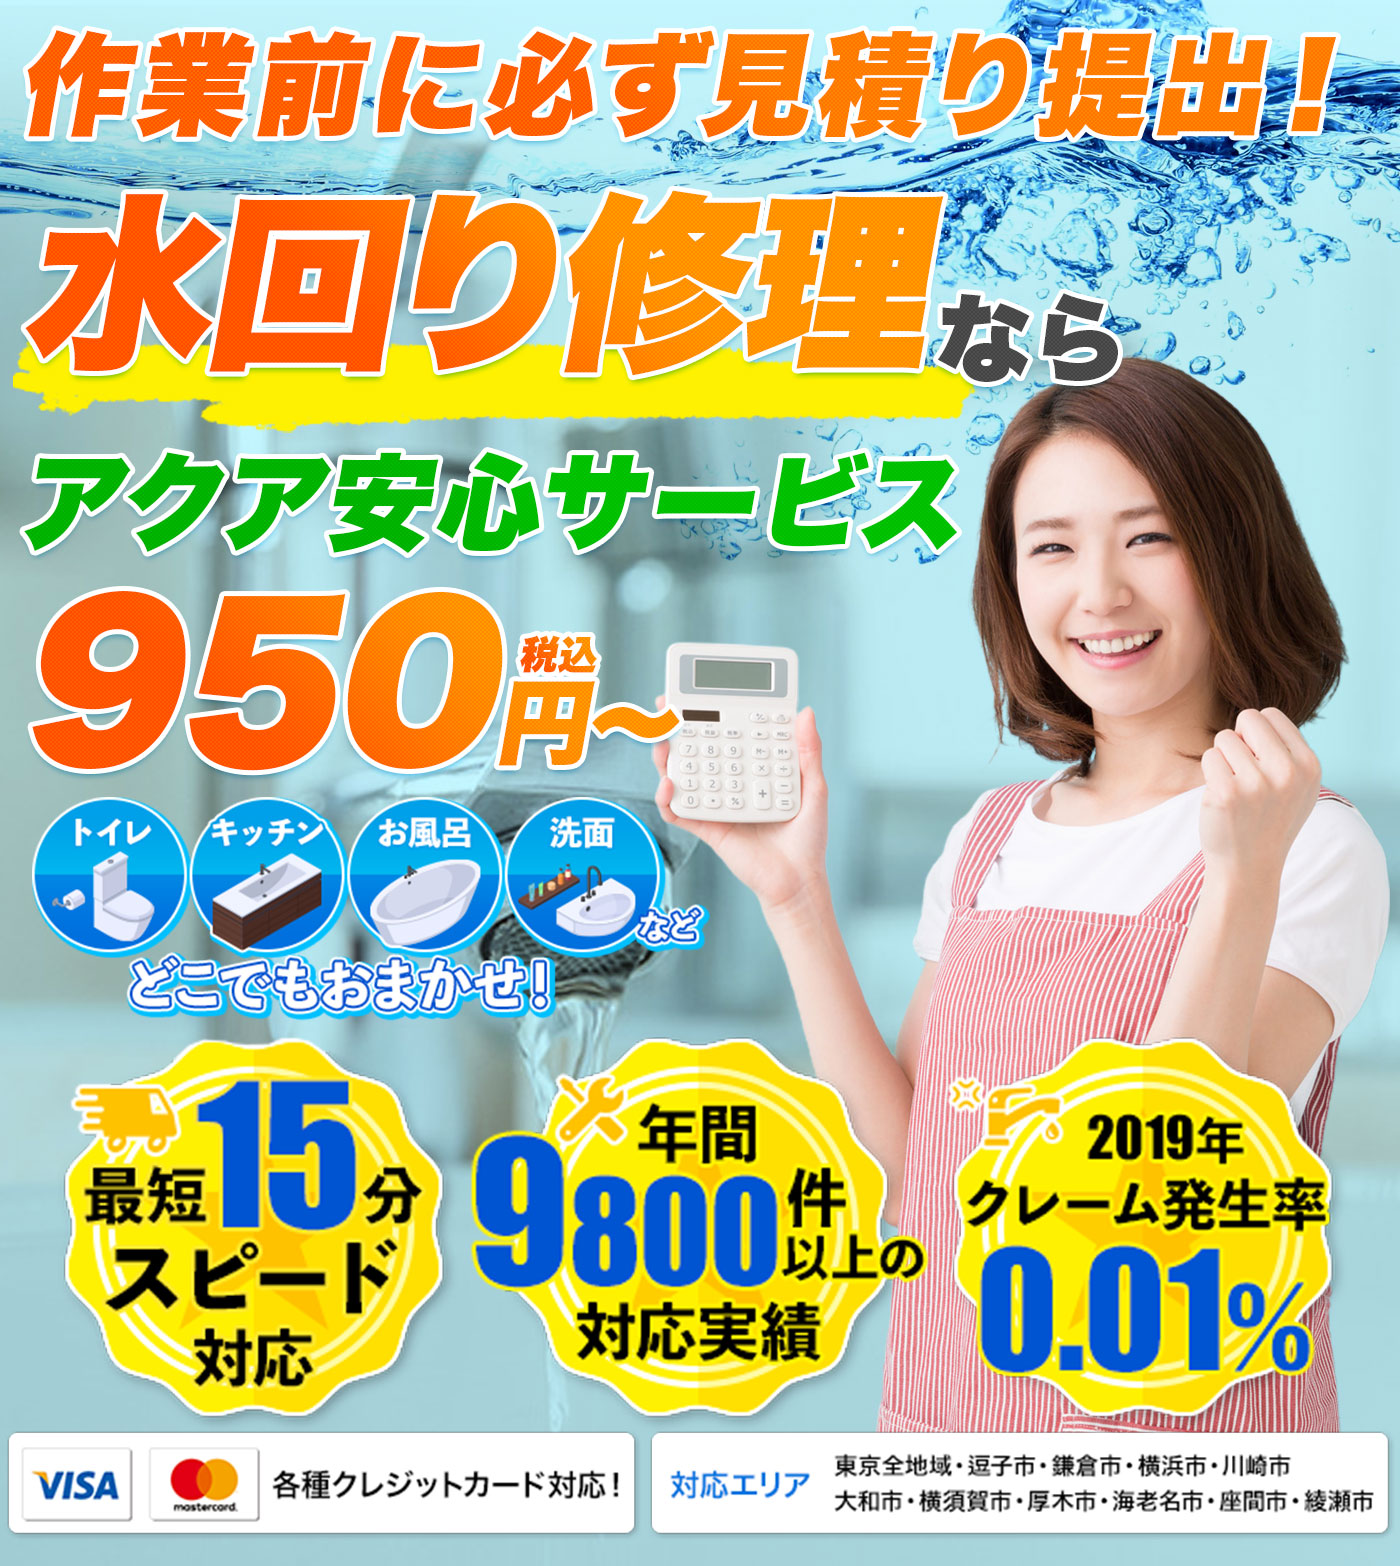 作業前に必ず見積り提出！
水回り修理なら
アクア安心サービス
950円～
税込
トイレ
キッチン
お風呂
洗面
など
どこでもおまかせ！
最短15分
スピード
対応
年間
9800件
以上の
対応実績
2019年
クレーム発生率
0.01%
VISA
mastercard.
各種クレジットカード対応！
対応エリア
東京全地域・逗子市・鎌倉市・横浜市・川崎市
大和市・横須賀市・厚木市・海老名市・座間市・綾瀬市